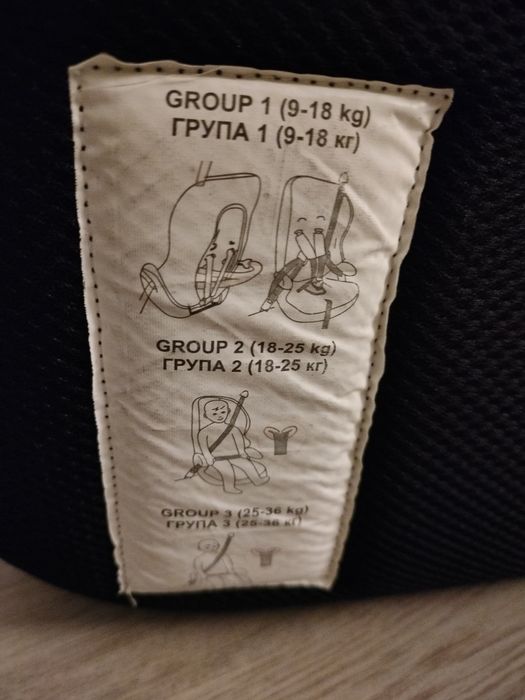 GROUP 1 (9-18 kg)
ГРУПА 1 (9-18 кг)
GROUP 2 (18-25 kg)
ГРУПА 2 (18-25 кг)
GROUP 3 (25-36 kg)
ГРУПА 3 (25-36 кг)